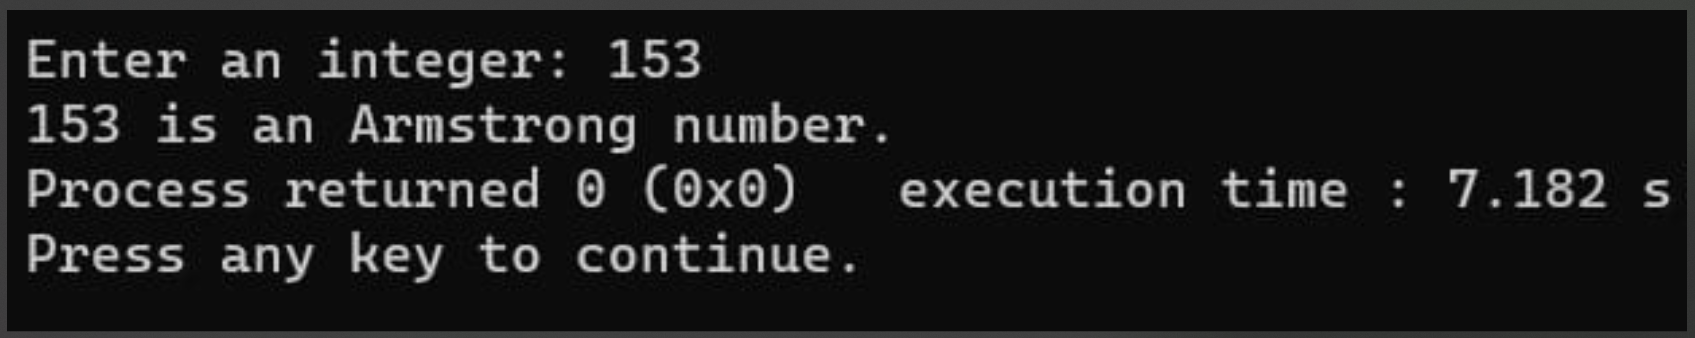 Enter an integer: 153
153 is an Armstrong number.
Process returned 0 (0x0)   execution time : 7.182 s
Press any key to continue.